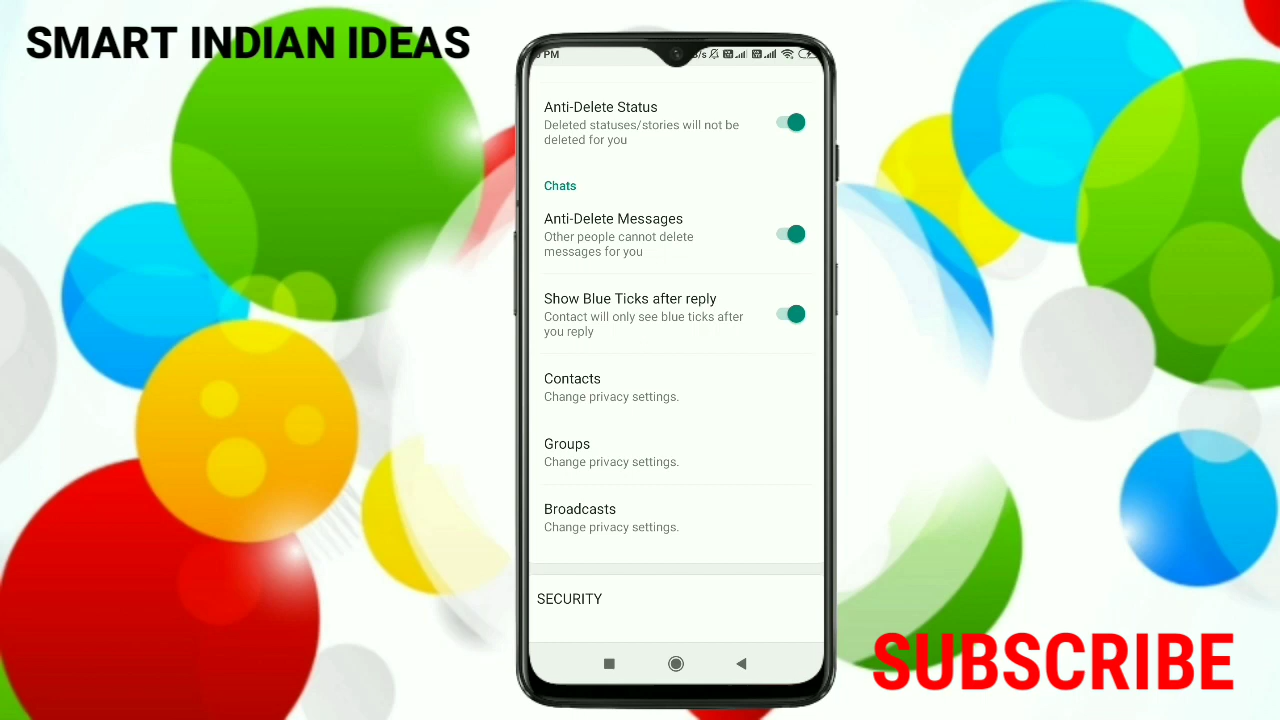 SMART INDIAN IDEAS
PM
/s
Anti-Delete Status
Deleted statuses/stories will not be
deleted for you
Chats
Anti-Delete Messages
Other people cannot delete
messages for you
Show Blue Ticks after reply
Contact will only see blue ticks after
you reply
Contacts
Change privacy settings.
Groups
Change privacy settings.
Broadcasts
Change privacy settings.
SECURITY
SUBSCRIBE